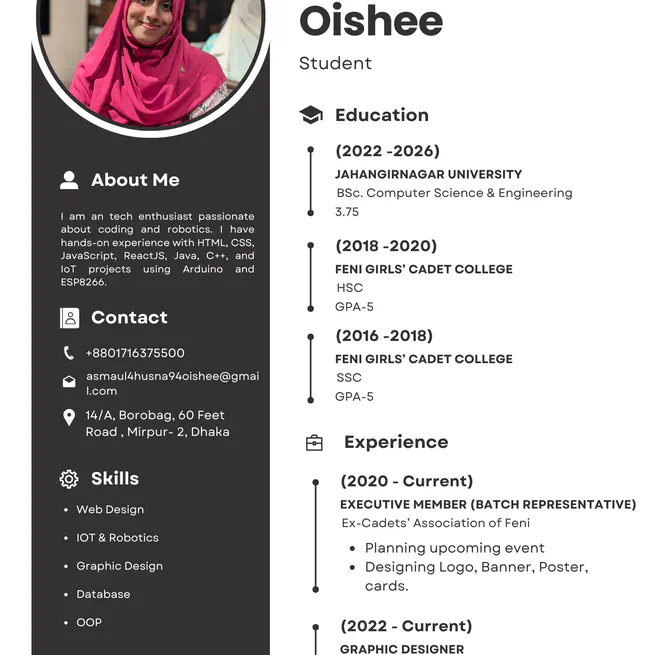 Oishee
Student
About Me
I am an tech enthusiast passionate
about coding and robotics. I have
hands-on experience with HTML, CSS,
JavaScript, ReactJS, Java, C++, and
IoT projects using Arduino and
ESP8266.
Contact
+8801716375500
asmaul4husna94oishee@gmai
l.com
14/A, Borobag, 60 Feet
Road , Mirpur- 2, Dhaka
Skills
• Web Design
• IOT & Robotics
• Graphic Design
• Database
• OOP
Education
(2022 -2026)
JAHANGIRNAGAR UNIVERSITY
BSc. Computer Science & Engineering
3.75
(2018 -2020)
FENI GIRLS’ CADET COLLEGE
HSC
GPA-5
(2016 -2018)
FENI GIRLS’ CADET COLLEGE
SSC
GPA-5
Experience
(2020 - Current)
EXECUTIVE MEMBER (BATCH REPRESENTATIVE)
Ex-Cadets’ Association of Feni
• Planning upcoming event
• Designing Logo, Banner, Poster,
cards.
(2022 - Current)
GRAPHIC DESIGNER